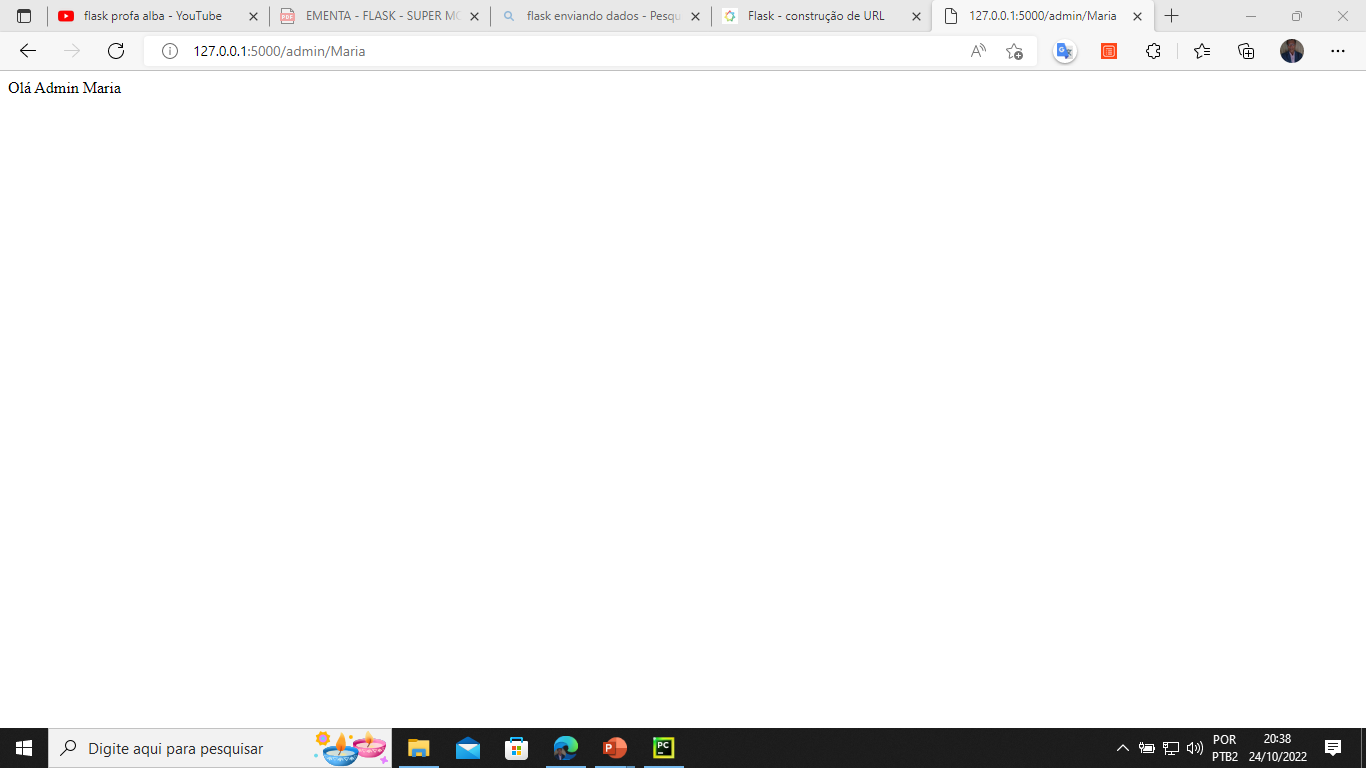 flask profa alba - YouTube
EMENTA - FLASK - SUPER MO
flask enviando dados - Pesqu
Flask - construção de URL
127.0.0.1:5000/admin/Maria
127.0.0.1:5000/admin/Maria
Olá Admin Maria
Digite aqui para pesquisar
POR
PTB2
20:38
24/10/2022